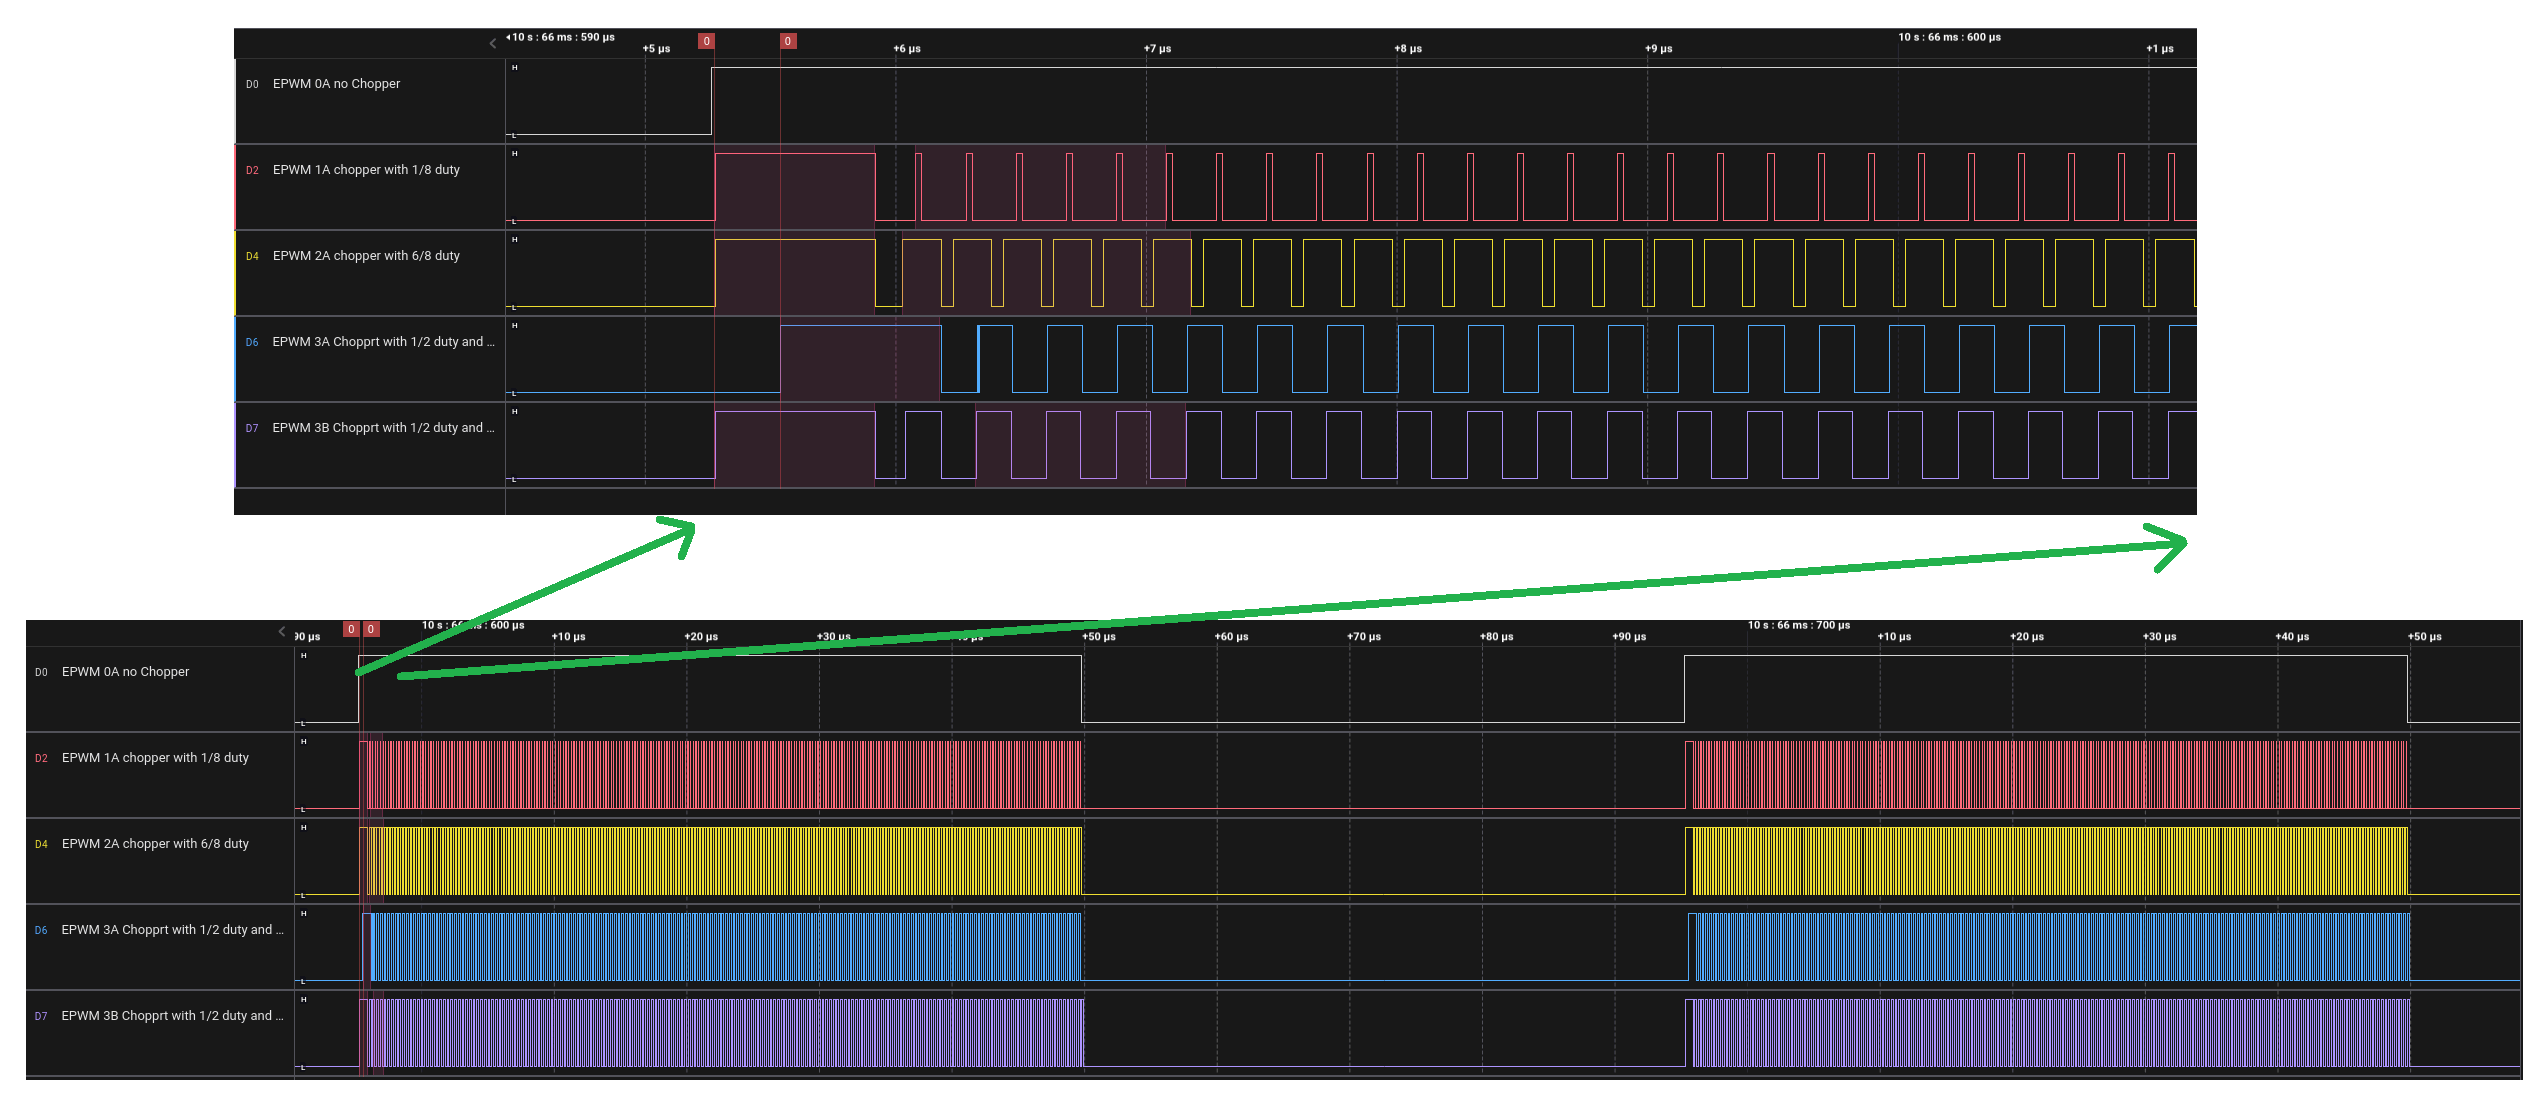 10 s : 66 ms : 590 µs
10 s : 66 ms : 600 µs
+5 µs
0
0
+6 µs
+7 µs
+8 µs
+9 µs
+1 µs
D0 EPWM 0A no Chopper
H
L
D2 EPWM 1A chopper with 1/8 duty
H
L
D4 EPWM 2A chopper with 6/8 duty
H
L
D6 EPWM 3A Chopprt with 1/2 duty and ...
H
L
D7 EPWM 3B Chopprt with 1/2 duty and ...
H
L
10 s : 66 ms : 600 µs
10 s : 66 ms : 700 µs
90 µs
0
0
+10 µs
+20 µs
+30 µs
+50 µs
+60 µs
+70 µs
+80 µs
+90 µs
+10 µs
+20 µs
+30 µs
+40 µs
+50 µs
D0 EPWM 0A no Chopper
H
L
D2 EPWM 1A chopper with 1/8 duty
H
L
D4 EPWM 2A chopper with 6/8 duty
H
L
D6 EPWM 3A Chopprt with 1/2 duty and ...
H
L
D7 EPWM 3B Chopprt with 1/2 duty and ...
H
L